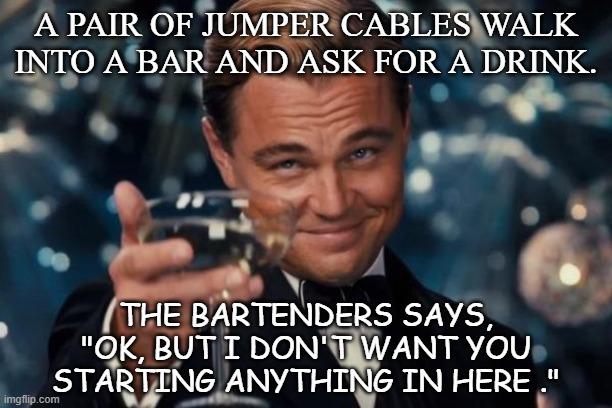 A PAIR OF JUMPER CABLES WALK
INTO A BAR AND ASK FOR A DRINK.
THE BARTENDERS SAYS,
"OK, BUT I DON'T WANT YOU
STARTING ANYTHING IN HERE ."
imgflip.com